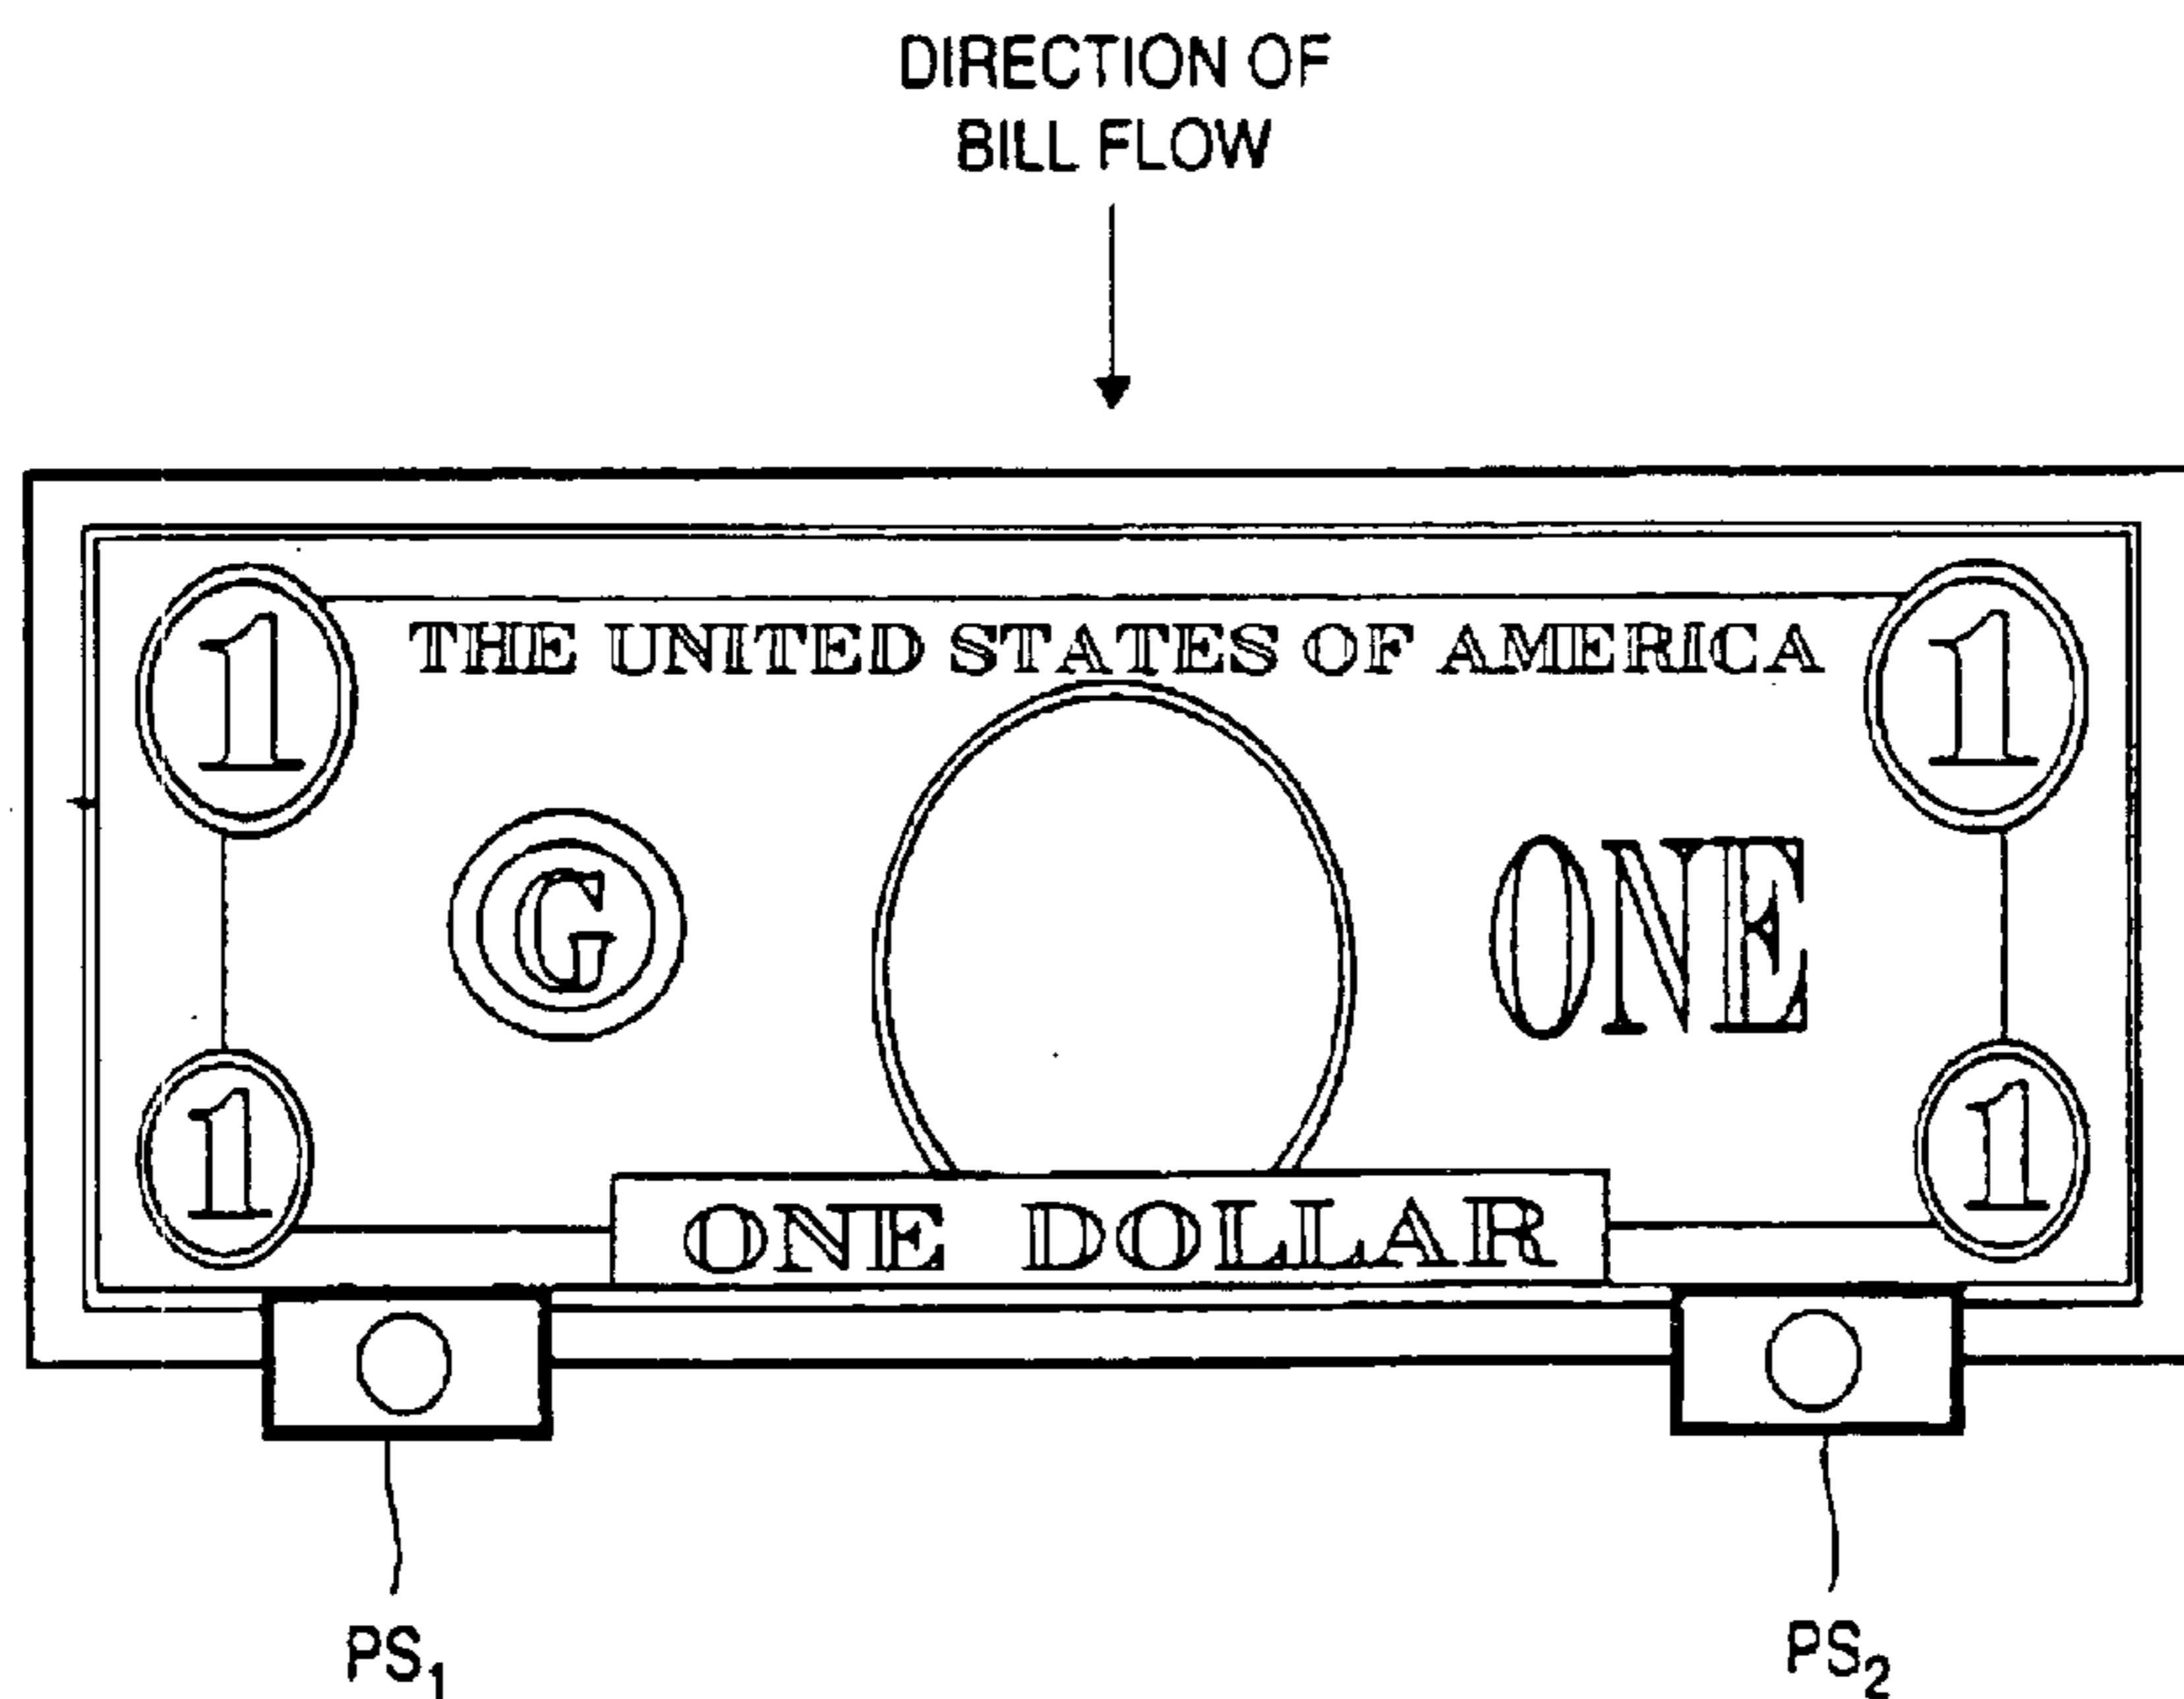 DIRECTION OF
BILL FLOW
1 1
THE UNITED STATES OF AMERICA
G ONE
1 1
ONE DOLLAR
PS₁ PS₂